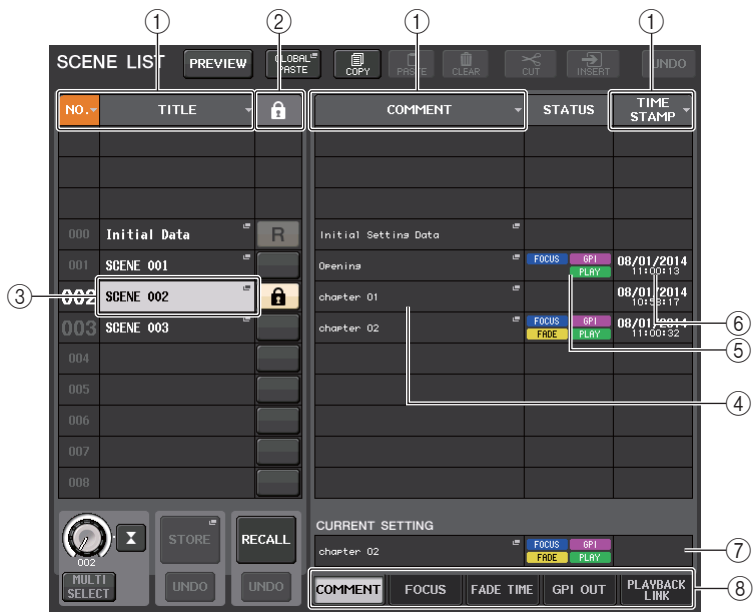 ① ② ① ①
SCENE LIST PREVIEW GLOBAL PASTE COPY PASTE CLEAR CUT INSERT UNDO
NO. TITLE COMMENT STATUS TIME STAMP
000 Initial Data R Initial Setting Data
001 SCENE 001 Opening FOCUS GPI PLAY 08/01/2014 11:00:13
③ 002 SCENE 002 chapter 01 08/01/2014 10:58:17
003 SCENE 003 chapter 02 FOCUS GPI FADE PLAY 08/01/2014 11:00:32
⑥
⑤
004
005 ④
006
007
008
CURRENT SETTING
STORE RECALL chapter 02 FOCUS GPI FADE PLAY ⑦
002
MULTI SELECT UNDO UNDO COMMENT FOCUS FADE TIME GPI OUT PLAYBACK LINK ⑧